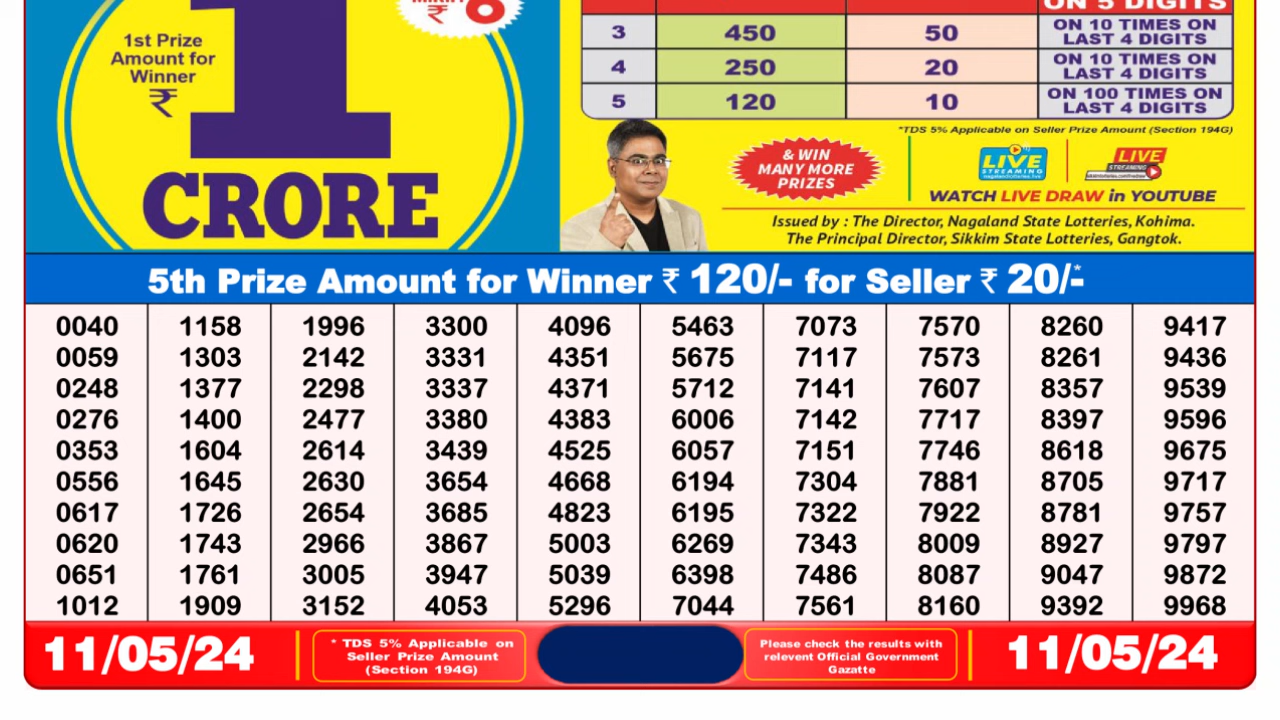 ₹ 6
1st Prize
Amount for
Winner
₹
1
CRORE
ON 5 DIGITS
3 450 50 ON 10 TIMES ON
LAST 4 DIGITS
4 250 20 ON 10 TIMES ON
LAST 4 DIGITS
5 120 10 ON 100 TIMES ON
LAST 4 DIGITS
*TDS 5% Applicable on Seller Prize Amount (Section 194G)
& WIN
MANY MORE
PRIZES
LIVE
STREAMING
LIVE
STREAMING
WATCH LIVE DRAW in YOUTUBE
Issued by : The Director, Nagaland State Lotteries, Kohima.
The Principal Director, Sikkim State Lotteries, Gangtok.
5th Prize Amount for Winner ₹ 120/- for Seller ₹ 20/-*
0040 1158 1996 3300 4096 5463 7073 7570 8260 9417
0059 1303 2142 3331 4351 5675 7117 7573 8261 9436
0248 1377 2298 3337 4371 5712 7141 7607 8357 9539
0276 1400 2477 3380 4383 6006 7142 7717 8397 9596
0353 1604 2614 3439 4525 6057 7151 7746 8618 9675
0556 1645 2630 3654 4668 6194 7304 7881 8705 9717
0617 1726 2654 3685 4823 6195 7322 7922 8781 9757
0620 1743 2966 3867 5003 6269 7343 8009 8927 9797
0651 1761 3005 3947 5039 6398 7486 8087 9047 9872
1012 1909 3152 4053 5296 7044 7561 8160 9392 9968
11/05/24
* TDS 5% Applicable on
Seller Prize Amount
(Section 194G)
Please check the results with
relevent Official Government
Gazatte
11/05/24